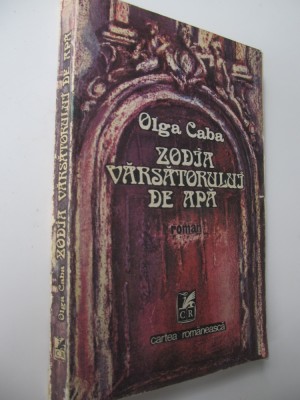 Olga Caba
ZODIA
VĂRSĂTORULUI
DE APĂ
roman
CR
cartea românească
Olga Caba ZODIA VĂRSĂTORULUI DE APĂ